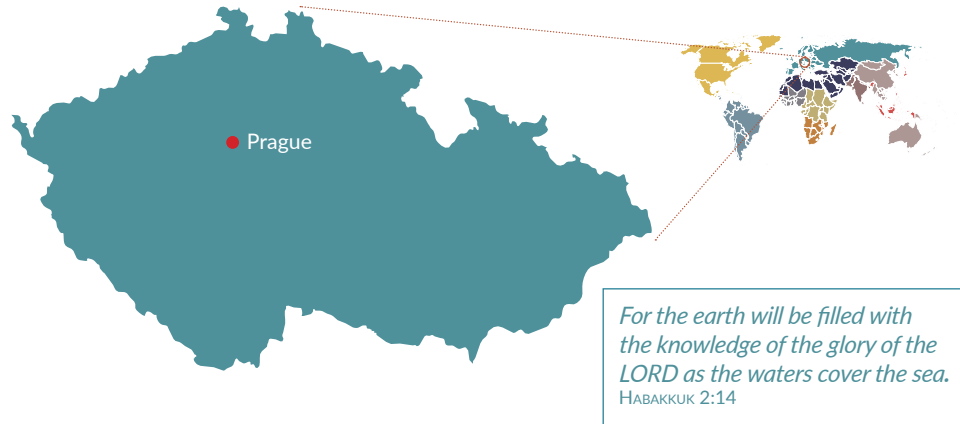 Prague
For the earth will be filled with
the knowledge of the glory of the
LORD as the waters cover the sea.
Habakkuk 2:14